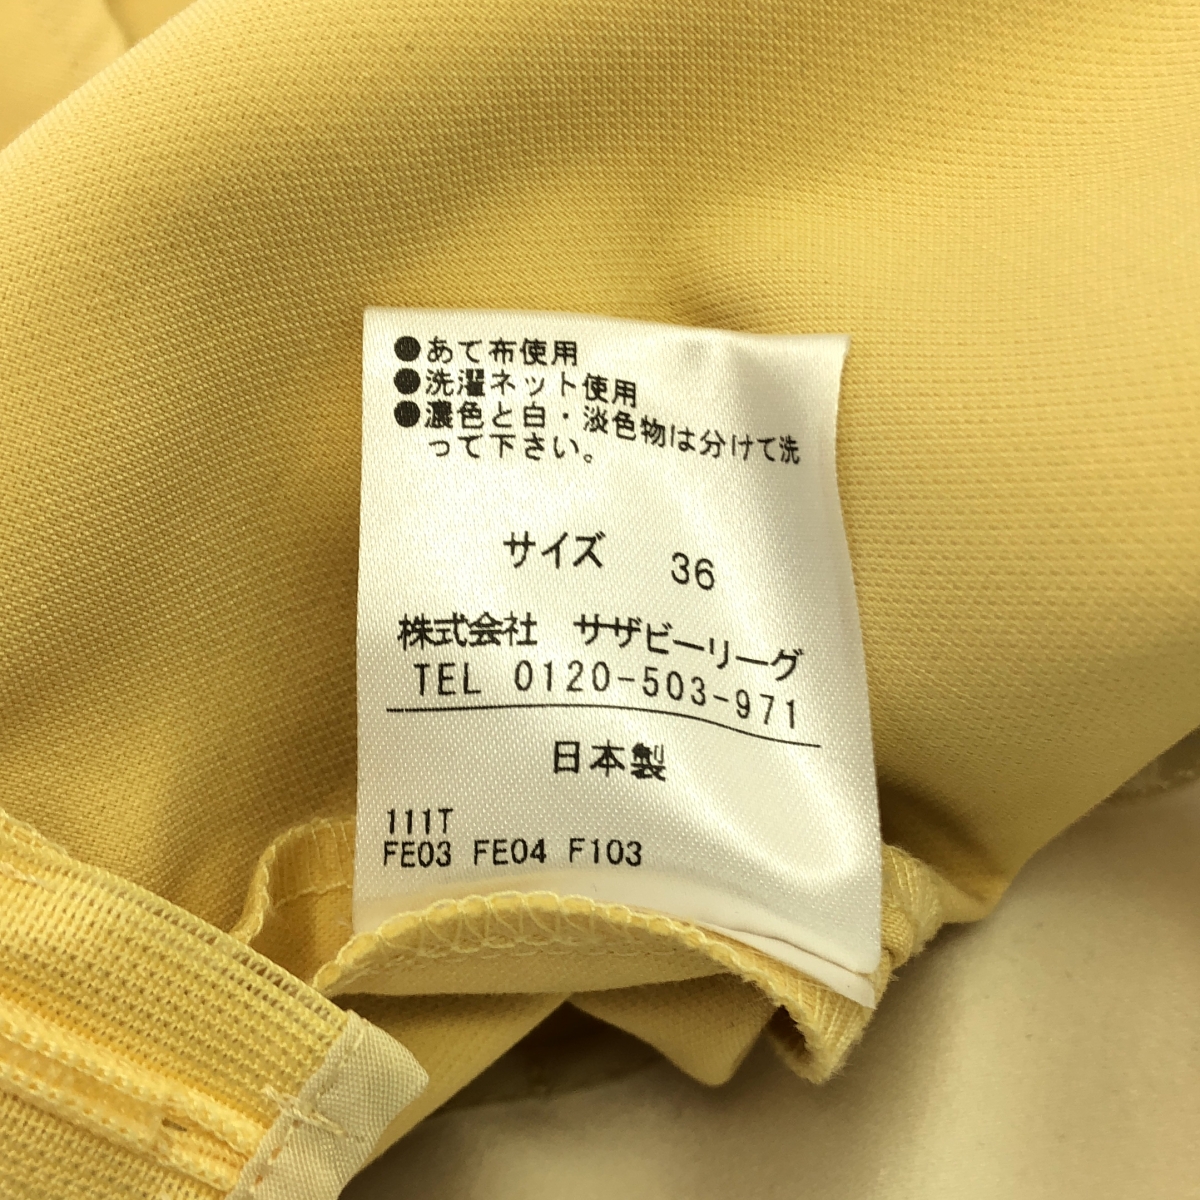 ●あて布使用
●洗濯ネット使用
●濃色と白・淡色物は分けて洗
って下さい。
サイズ 36
株式会社 サザビーリーグ
TEL 0120-503-971
日本製
111T
FE03 FE04 F103